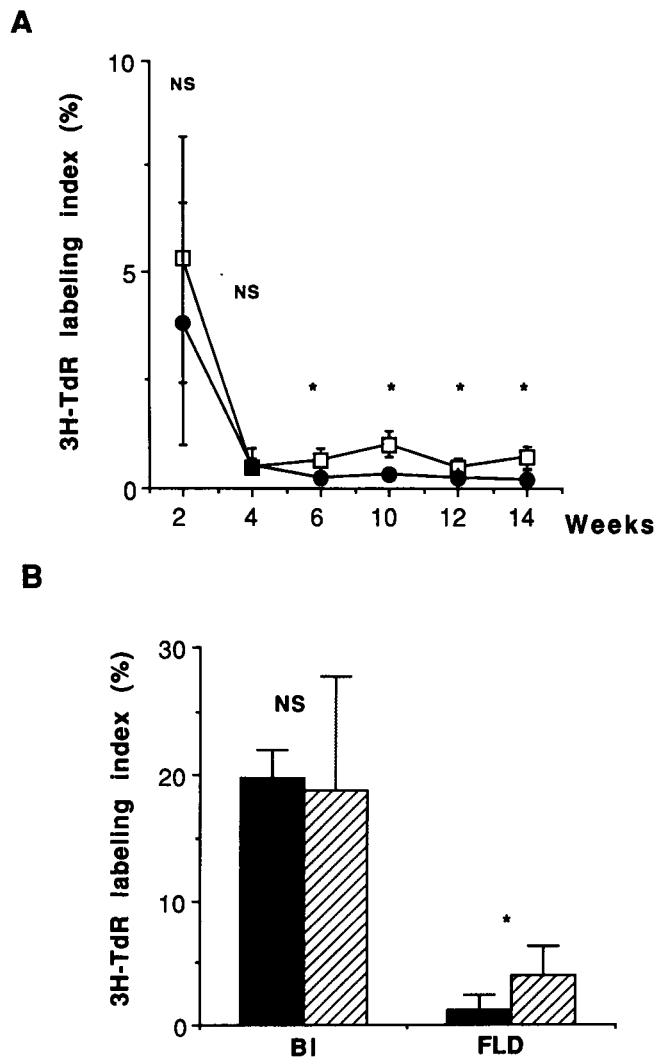 A
10
NS
5
NS
* * * *
0
2 4 6 10 12 14 Weeks
3H-TdR labeling index (%)
B
30
NS
20
10
*
0
BI FLD
3H-TdR labeling index (%)